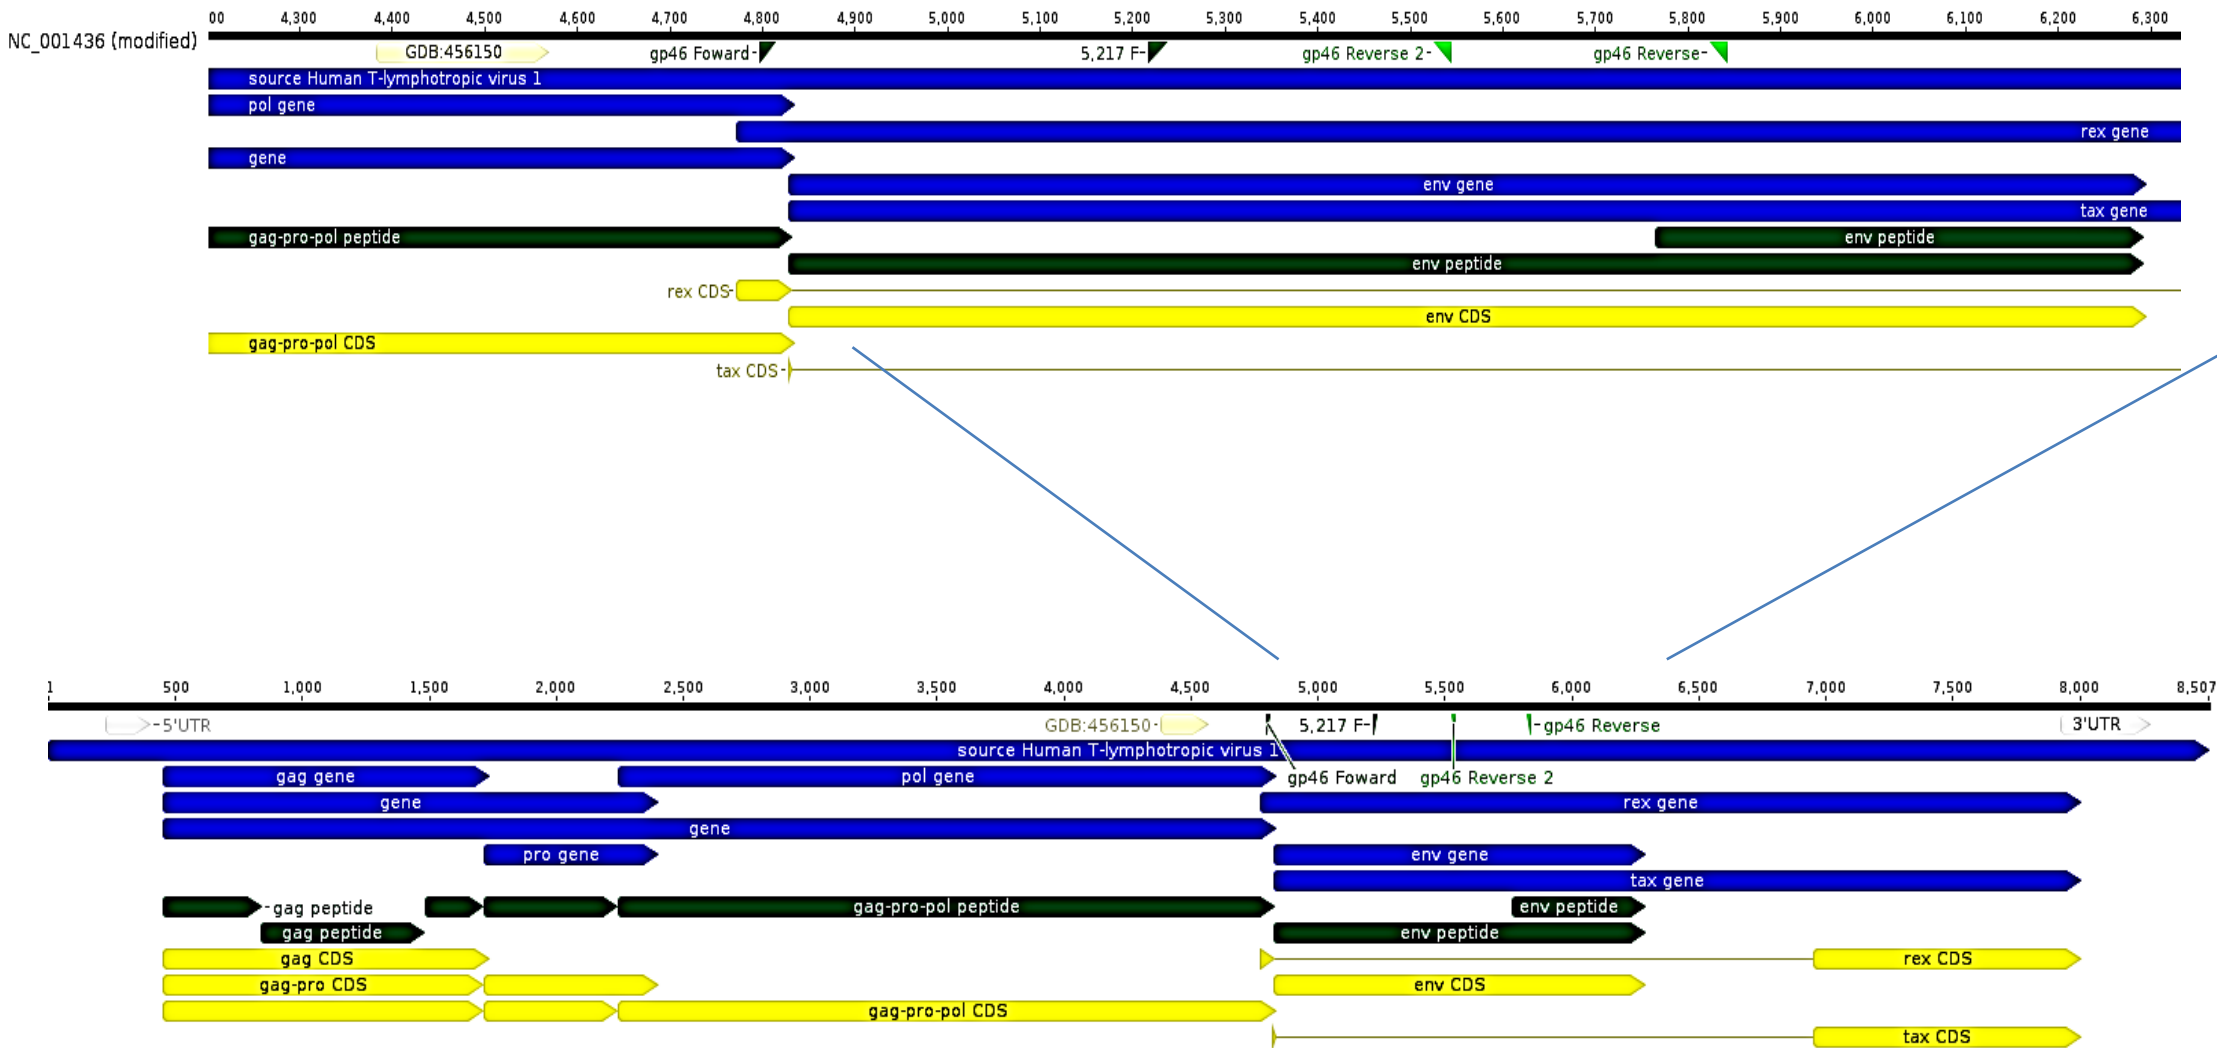 00 4,300 4,400 4,500 4,600 4,700 4,800 4,900 5,000 5,100 5,200 5,300 5,400 5,500 5,600 5,700 5,800 5,900 6,000 6,100 6,200 6,300
NC_001436 (modified)
GDB:456150 gp46 Foward 5,217 F gp46 Reverse 2 gp46 Reverse
source Human T-lymphotropic virus 1
pol gene
rex gene
gene
env gene
tax gene
gag-pro-pol peptide env peptide
env peptide
rex CDS
env CDS
gag-pro-pol CDS
tax CDS
1 500 1,000 1,500 2,000 2,500 3,000 3,500 4,000 4,500 5,000 5,500 6,000 6,500 7,000 7,500 8,000 8,507
5'UTR GDB:456150 5,217 F gp46 Reverse 3'UTR
source Human T-lymphotropic virus 1
gag gene pol gene gp46 Foward gp46 Reverse 2
gene rex gene
gene
pro gene env gene
tax gene
gag peptide gag-pro-pol peptide env peptide
gag peptide env peptide
gag CDS rex CDS
gag-pro CDS env CDS
gag-pro-pol CDS
tax CDS